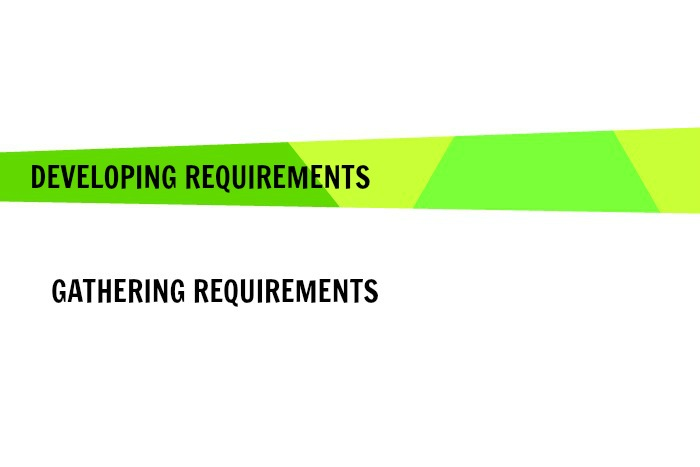 DEVELOPING REQUIREMENTS
GATHERING REQUIREMENTS